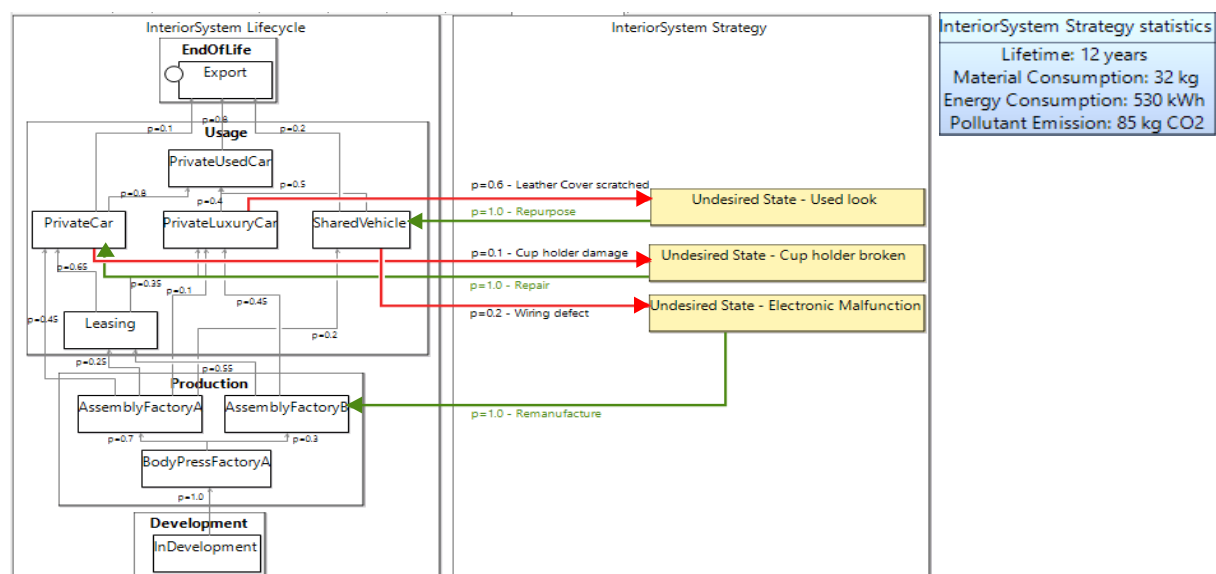 InteriorSystem Lifecycle
InteriorSystem Strategy
InteriorSystem Strategy statistics
Lifetime: 12 years
Material Consumption: 32 kg
Energy Consumption: 530 kWh
Pollutant Emission: 85 kg CO2
EndOfLife
Export
p=0.1
p=0.8
p=0.2
Usage
PrivateUsedCar
p=0.8
p=0.4
p=0.5
PrivateCar
PrivateLuxuryCar
SharedVehicle
p=0.6 - Leather Cover scratched
Undesired State - Used look
p=1.0 - Repurpose
p=0.1 - Cup holder damage
Undesired State - Cup holder broken
p=1.0 - Repair
p=0.65
p=0.35
p=0.1
p=0.45
p=0.45
p=0.2
Leasing
Undesired State - Electronic Malfunction
p=0.2 - Wiring defect
p=0.25
p=0.55
Production
AssemblyFactoryA
AssemblyFactoryB
p=1.0 - Remanufacture
p=0.7
p=0.3
BodyPressFactoryA
p=1.0
Development
InDevelopment